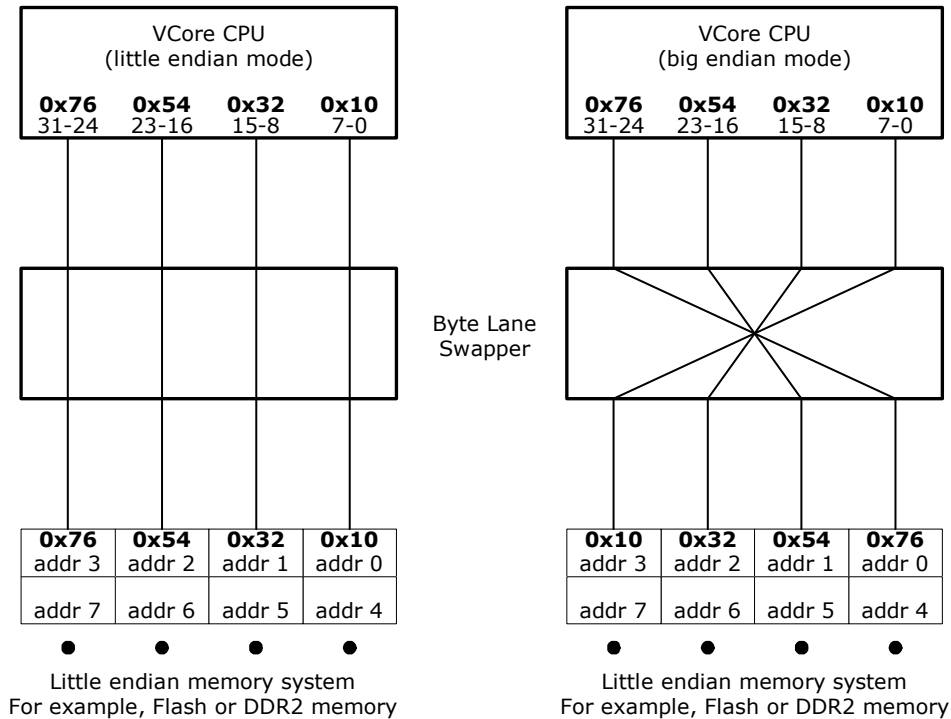 VCore CPU
(little endian mode)
0x76 0x54 0x32 0x10
31-24 23-16 15-8 7-0
VCore CPU
(big endian mode)
0x76 0x54 0x32 0x10
31-24 23-16 15-8 7-0
Byte Lane
Swapper
0x76 0x54 0x32 0x10
addr 3 addr 2 addr 1 addr 0
addr 7 addr 6 addr 5 addr 4
Little endian memory system
For example, Flash or DDR2 memory
0x10 0x32 0x54 0x76
addr 3 addr 2 addr 1 addr 0
addr 7 addr 6 addr 5 addr 4
Little endian memory system
For example, Flash or DDR2 memory